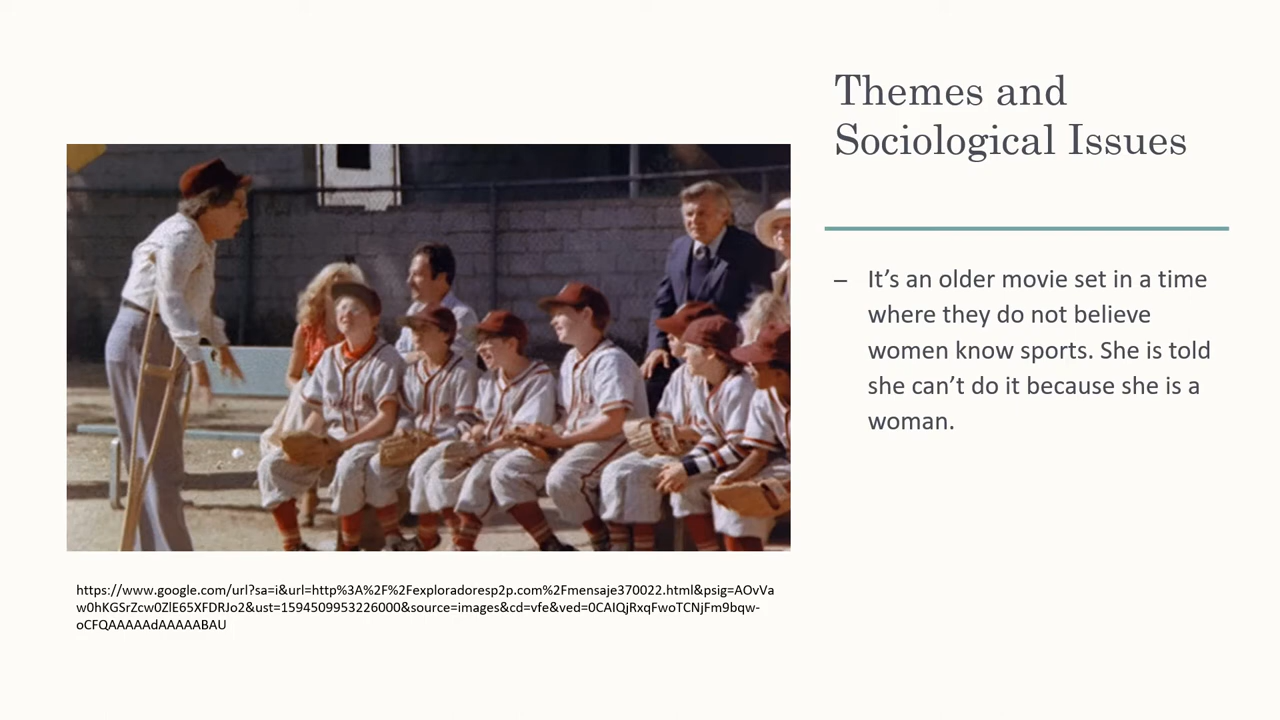 Themes and
Sociological Issues
– It’s an older movie set in a time
where they do not believe
women know sports. She is told
she can’t do it because she is a
woman.
https://www.google.com/url?sa=i&url=http%3A%2F%2Fexploradoresp2p.com%2Fmensaje370022.html&psig=AOvVa
w0hKGSrZcw0ZlE65XFDRJo2&ust=1594509953226000&source=images&cd=vfe&ved=0CAIQjRxqFwoTCNjFm9bqw-
oCFQAAAAAdAAAAABAU